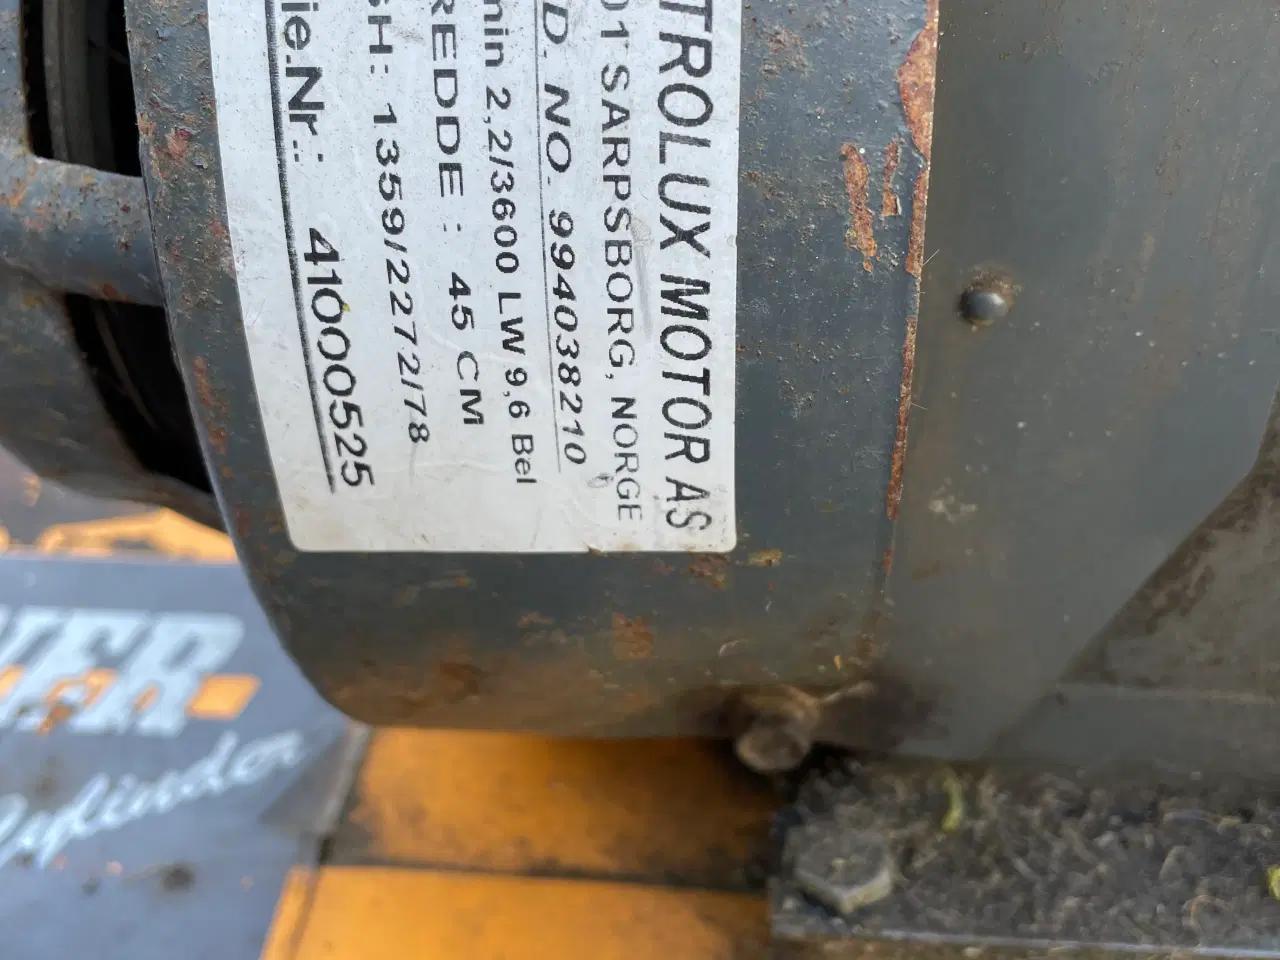 TROLUX MOTOR AS
01 SARPSBORG, NORGE
D. NO. 994038210
min 2,2/3600 LW 9,6 Bel
REDDE : 45 CM
SH: 1359/2272/78
ie.Nr.: 41000525